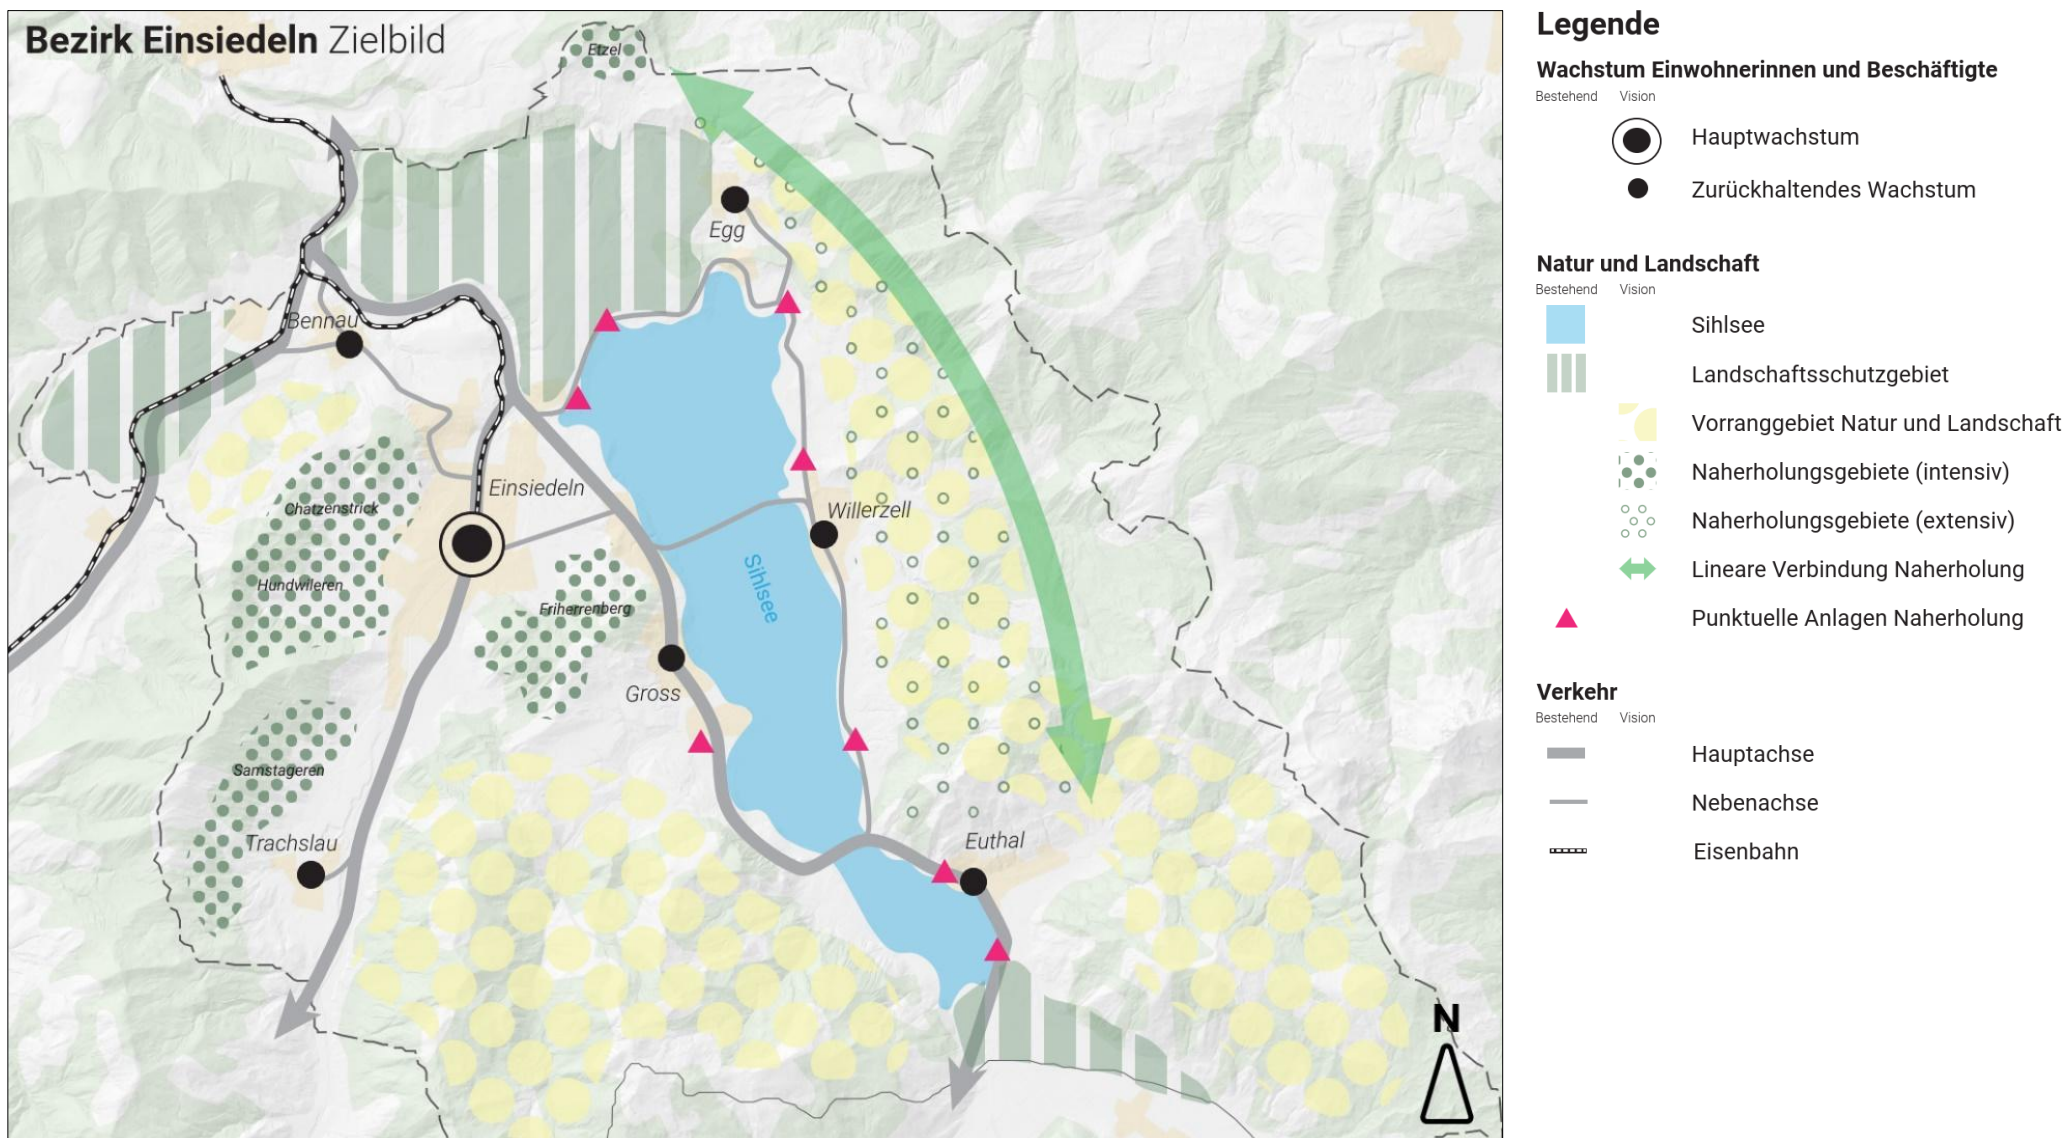 Bezirk Einsiedeln Zielbild
Etzel
Egg
Bennau
Einsiedeln
Chatzenstrick
Willerzell
Sihlsee
Hundwileren
Friherrenberg
Gross
Samstageren
Trachslau
Euthal
N
Legende
Wachstum Einwohnerinnen und Beschäftigte
Bestehend Vision
Hauptwachstum
Zurückhaltendes Wachstum
Natur und Landschaft
Bestehend Vision
Sihlsee
Landschaftsschutzgebiet
Vorranggebiet Natur und Landschaft
Naherholungsgebiete (intensiv)
Naherholungsgebiete (extensiv)
Lineare Verbindung Naherholung
Punktuelle Anlagen Naherholung
Verkehr
Bestehend Vision
Hauptachse
Nebenachse
Eisenbahn